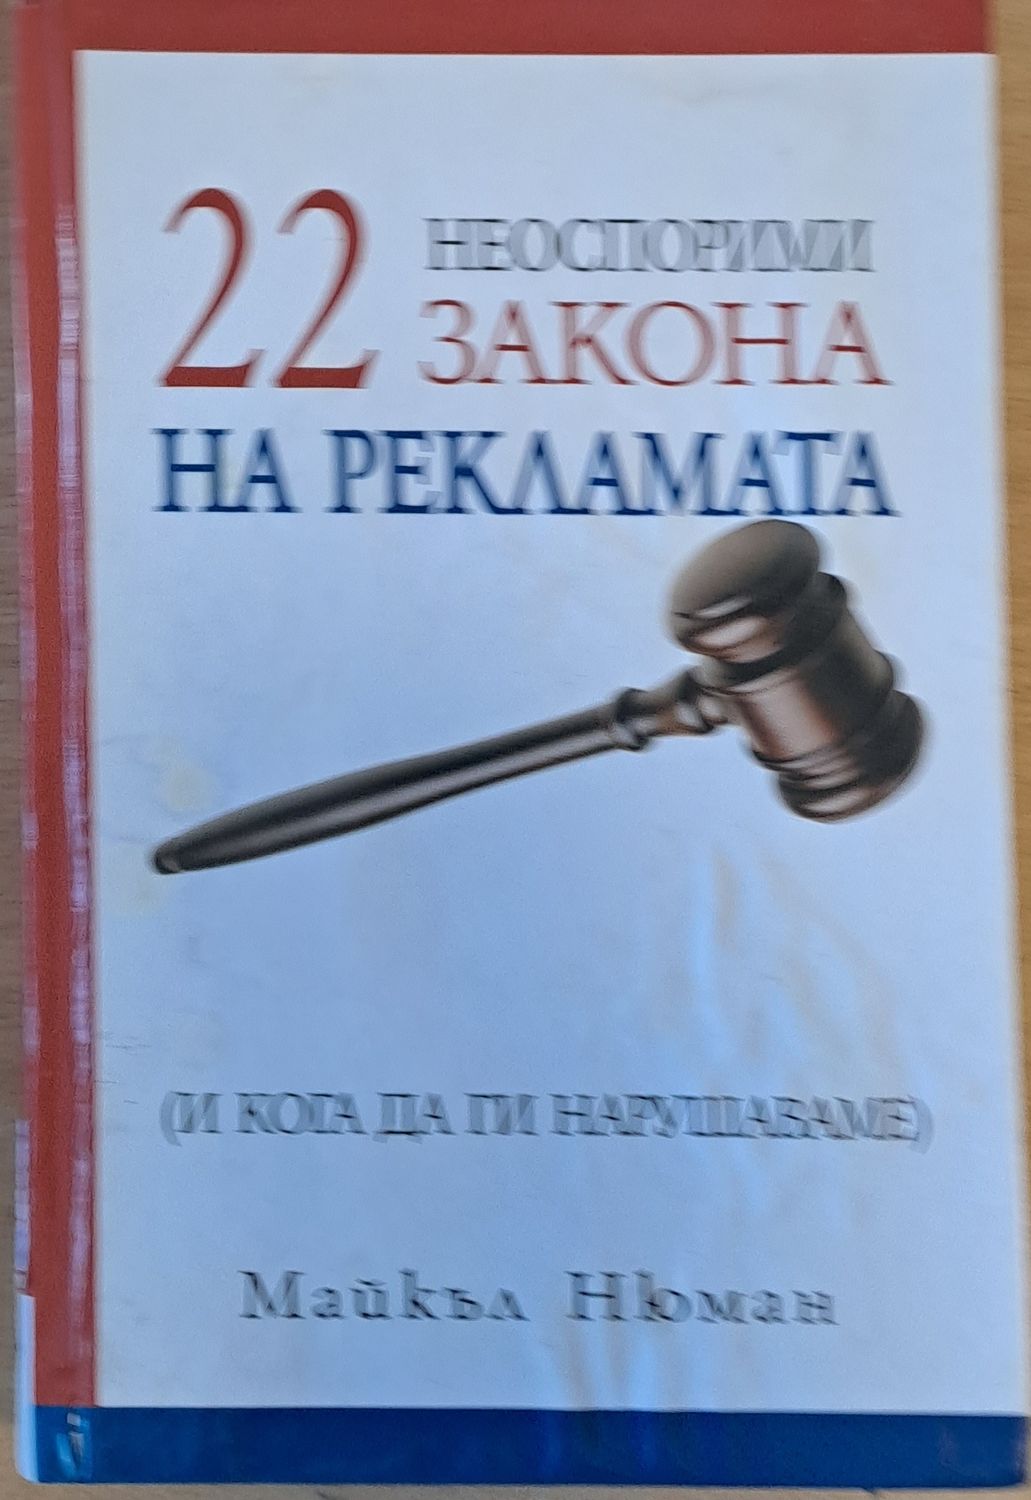 22 НЕОСПОРИМИ
ЗАКОНА
НА РЕКЛАМАТА
(И КОГА ДА ГИ НАРУШАВАМЕ)
Майкъл Нюман